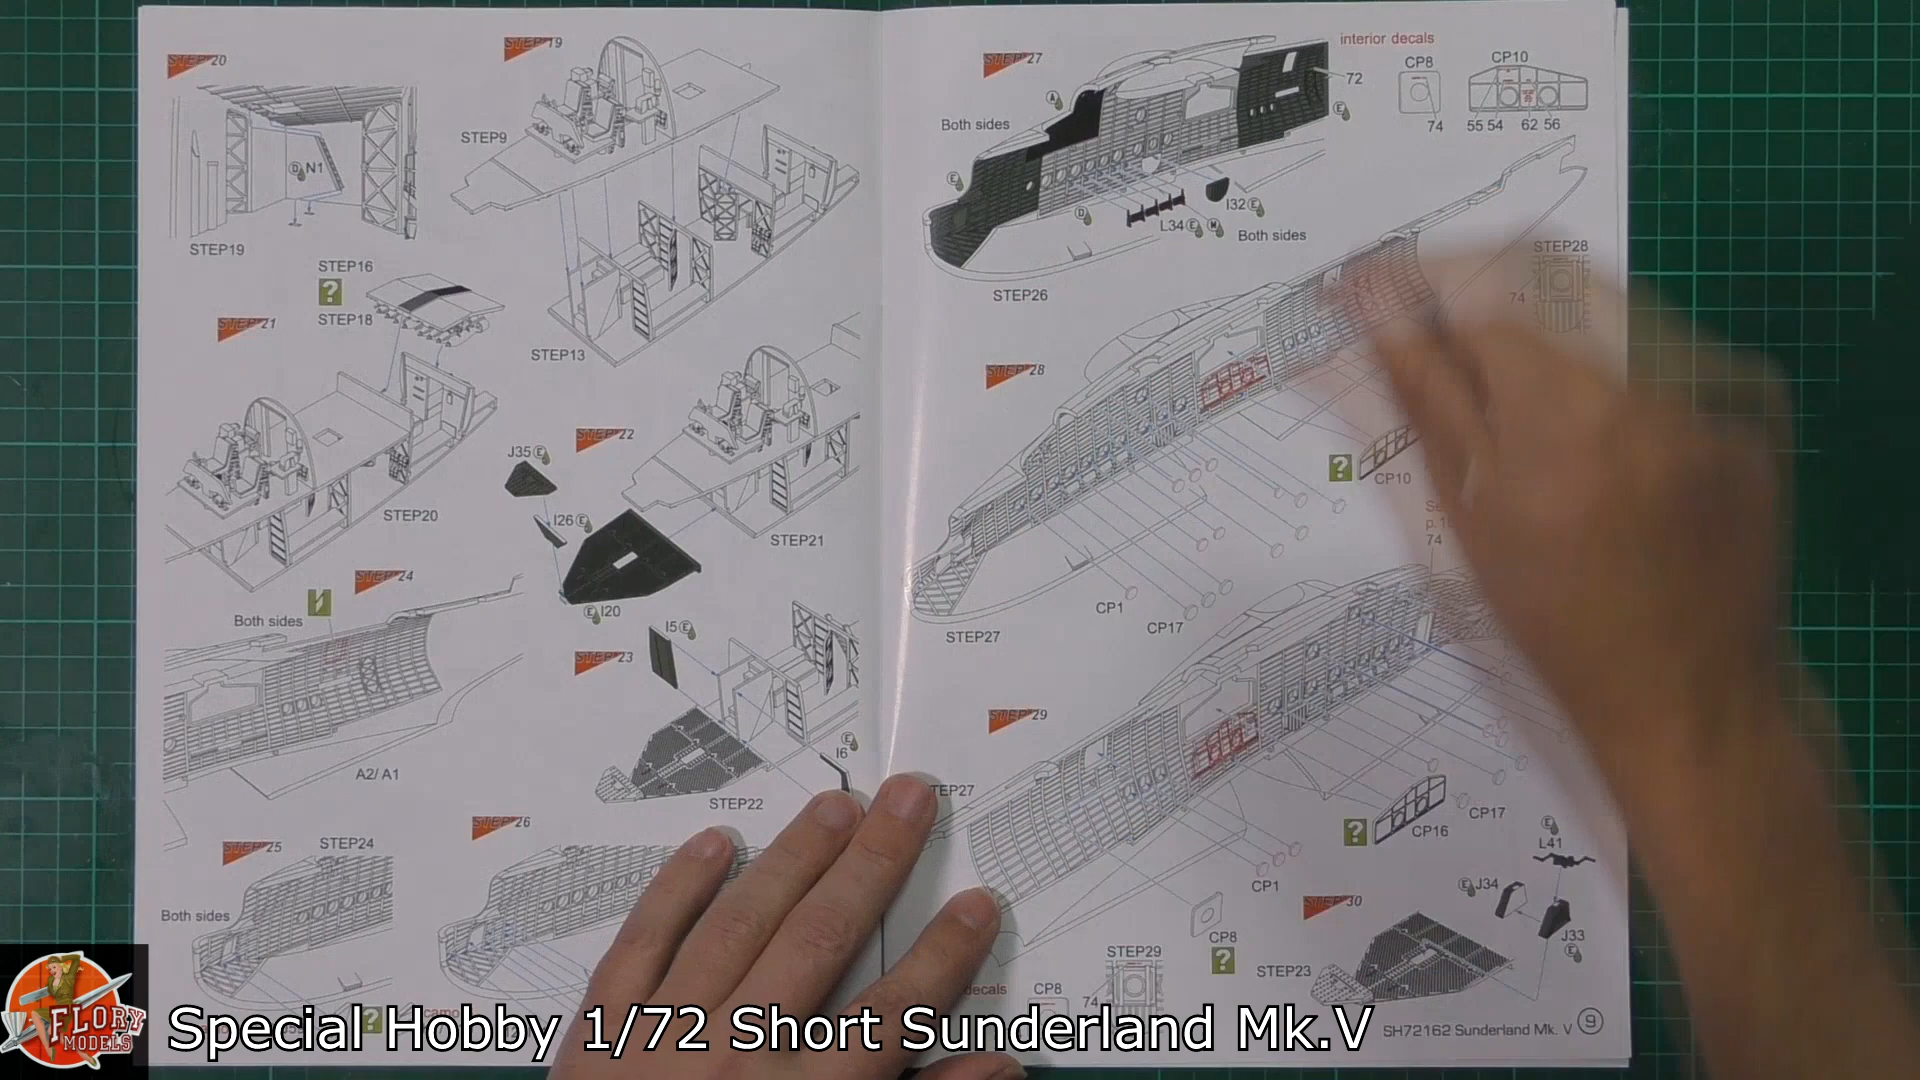 STEP 20
D N1
STEP19
STEP 19
STEP9
STEP13
STEP16
?
STEP18
STEP 21
STEP20
STEP 22
J35 E
I26 E
E I20
STEP21
STEP 24
Both sides
A2/ A1
STEP 23
I5 E
E
I6
STEP22
STEP 25
STEP24
Both sides
STEP 26
?
camo
STEP 27
interior decals
CP8
74
CP10
55 54 62 56
72
E
A
Both sides
E
D
L34 E M
I32 E
Both sides
STEP26
STEP28
74
STEP 28
?
CP10
CP1
CP17
STEP27
74
STEP 29
CP17
?
CP16
CP1
CP8
?
STEP29
CP8
74
STEP 30
E
L41
E J34
J33
E
STEP23
SH72162 Sunderland Mk. V 9
FLORY
MODELS
Special Hobby 1/72 Short Sunderland Mk.V